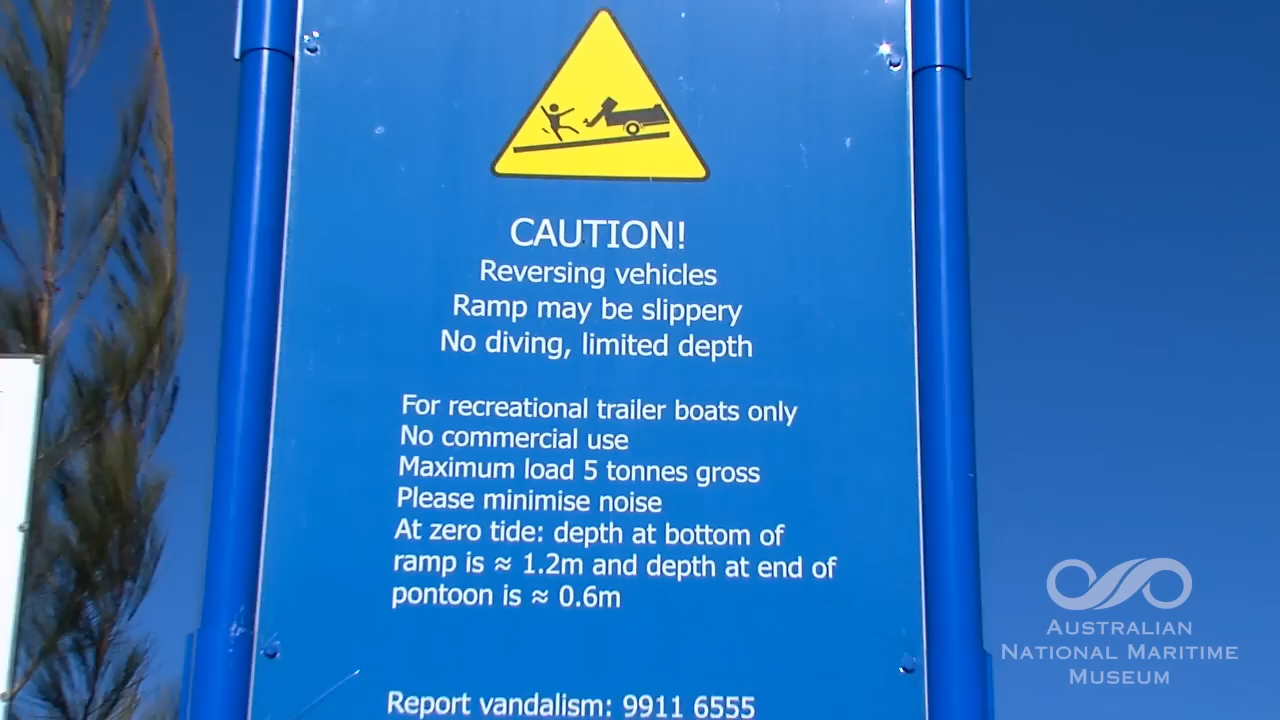 CAUTION!
Reversing vehicles
Ramp may be slippery
No diving, limited depth
For recreational trailer boats only
No commercial use
Maximum load 5 tonnes gross
Please minimise noise
At zero tide: depth at bottom of
ramp is ≈ 1.2m and depth at end of
pontoon is ≈ 0.6m
Report vandalism: 9911 6555
AUSTRALIAN
NATIONAL MARITIME
MUSEUM